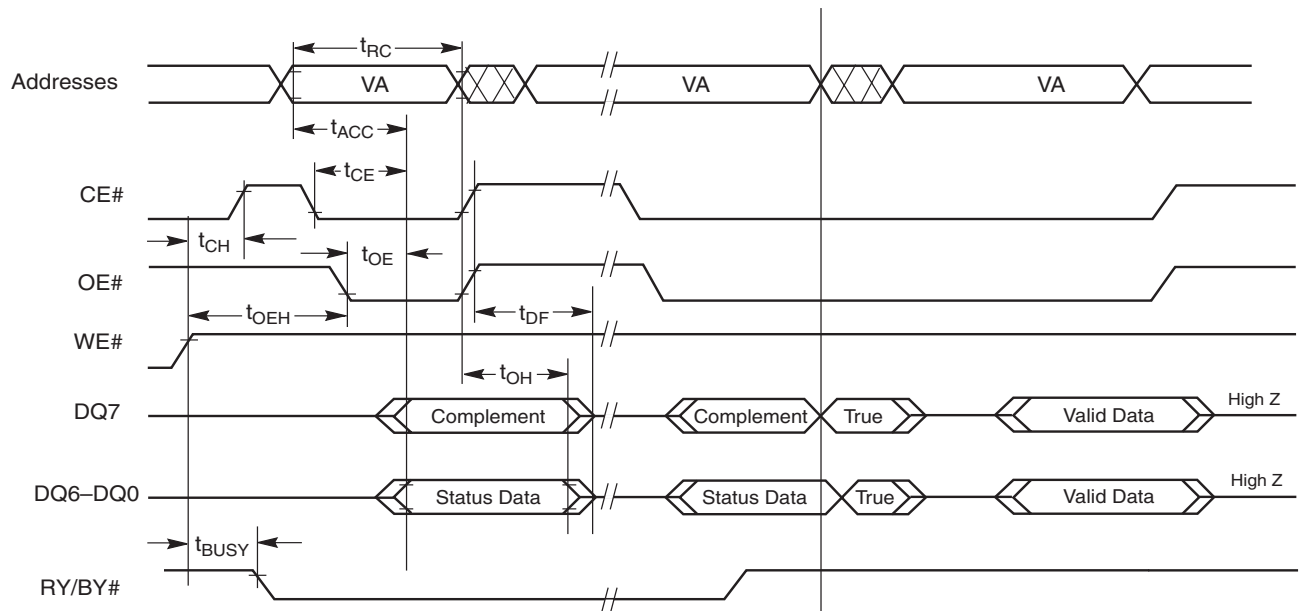 tRC
Addresses VA VA VA
tACC
tCE
CE#
tCH tOE
OE#
tOEH tDF
WE#
tOH
DQ7 Complement Complement True Valid Data High Z
DQ6–DQ0 Status Data Status Data True Valid Data High Z
tBUSY
RY/BY#